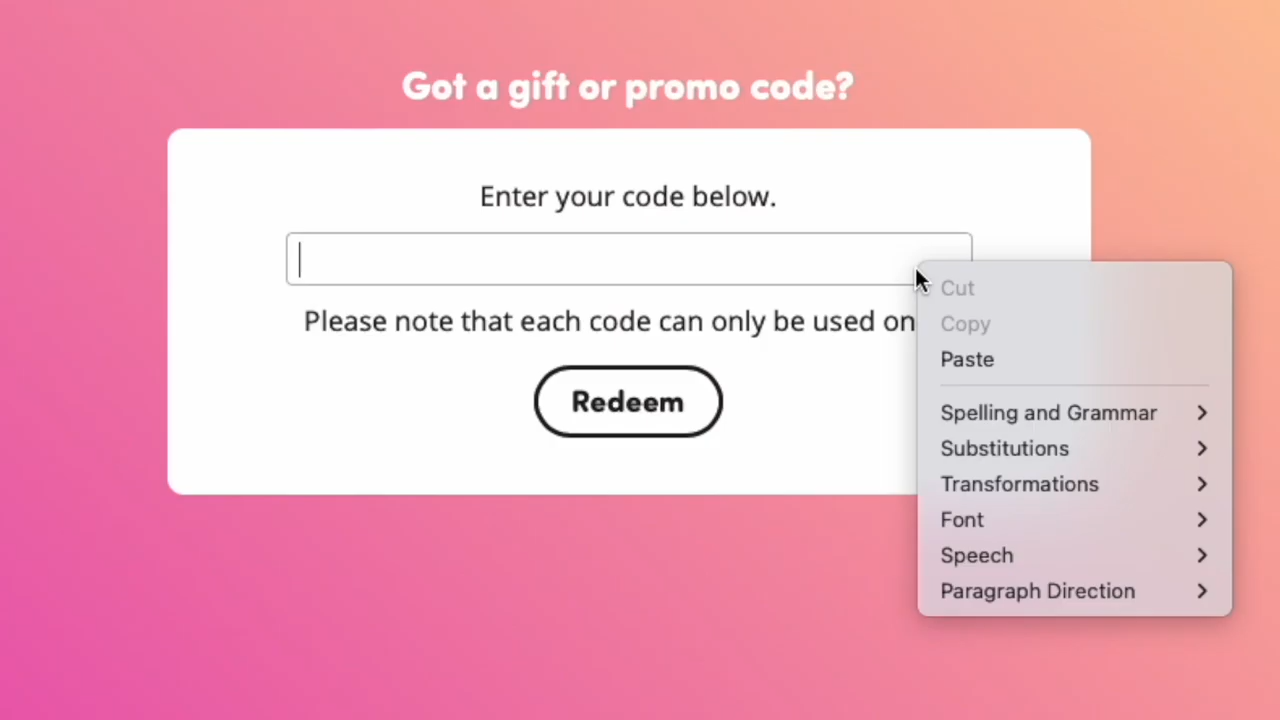 Got a gift or promo code?
Enter your code below.
Please note that each code can only be used on
Redeem
Cut
Copy
Paste
Spelling and Grammar
Substitutions
Transformations
Font
Speech
Paragraph Direction